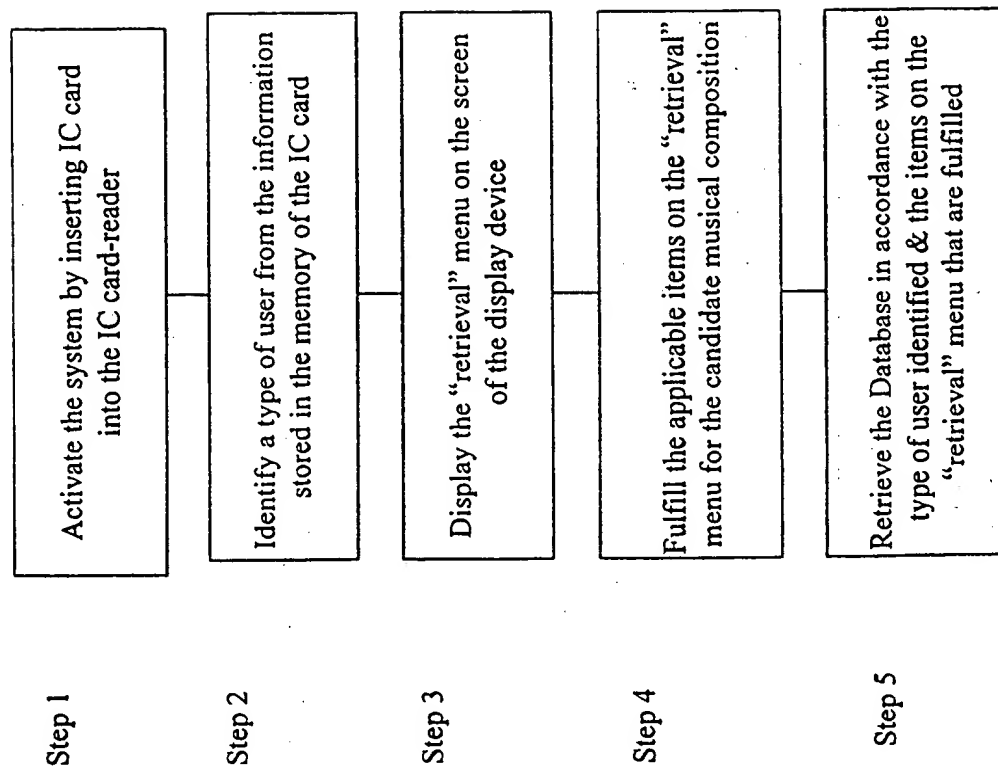 Step 1
Activate the system by inserting IC card
into the IC card-reader
Step 2
Identify a type of user from the information
stored in the memory of the IC card
Step 3
Display the “retrieval” menu on the screen
of the display device
Step 4
Fulfill the applicable items on the “retrieval”
menu for the candidate musical composition
Step 5
Retrieve the Database in accordance with the
type of user identified & the items on the
“retrieval” menu that are fulfilled